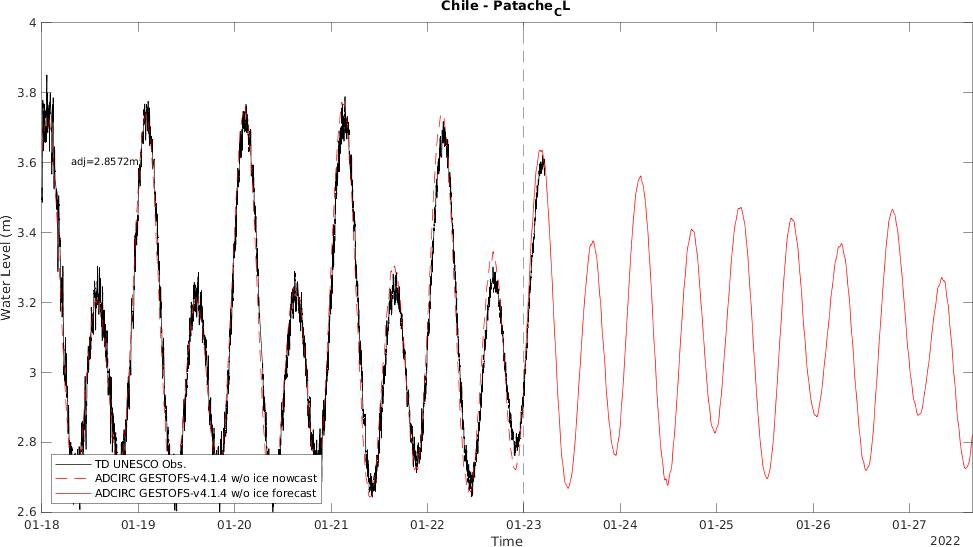 Chile - Patache_CL
4
3.8
3.6
3.4
3.2
3
2.8
2.6
Water Level (m)
adj=2.8572m
TD UNESCO Obs.
ADCIRC GESTOFS-v4.1.4 w/o ice nowcast
ADCIRC GESTOFS-v4.1.4 w/o ice forecast
01-18 01-19 01-20 01-21 01-22 01-23 01-24 01-25 01-26 01-27
Time
2022